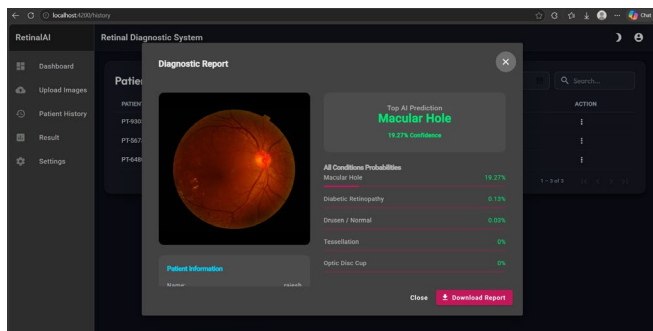 localhost:4200/history
Chat
RetinalAI
Retinal Diagnostic System
Dashboard
Upload Images
Patient History
Result
Settings
Patie
Search...
PATIEN
ACTION
PT-930
PT-567
PT-648
1 – 3 of 3
Diagnostic Report
Top AI Prediction
Macular Hole
19.27% Confidence
All Conditions Probabilities
Macular Hole 19.27%
Diabetic Retinopathy 0.13%
Drusen / Normal 0.03%
Tessellation 0%
Optic Disc Cup 0%
Patient Information
Name: rajesh
Close
Download Report